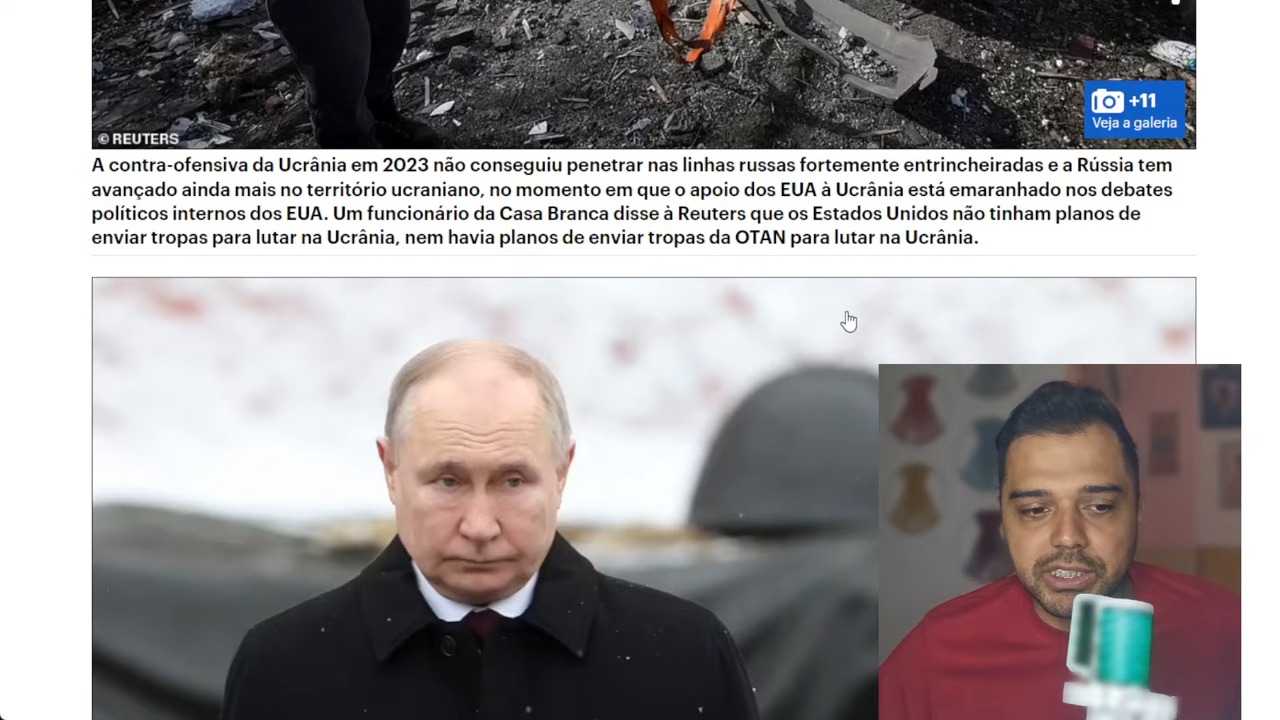 © REUTERS
+11
Veja a galeria
A contra-ofensiva da Ucrânia em 2023 não conseguiu penetrar nas linhas russas fortemente entrincheiradas e a Rússia tem
avançado ainda mais no território ucraniano, no momento em que o apoio dos EUA à Ucrânia está emaranhado nos debates
políticos internos dos EUA. Um funcionário da Casa Branca disse à Reuters que os Estados Unidos não tinham planos de
enviar tropas para lutar na Ucrânia, nem havia planos de enviar tropas da OTAN para lutar na Ucrânia.